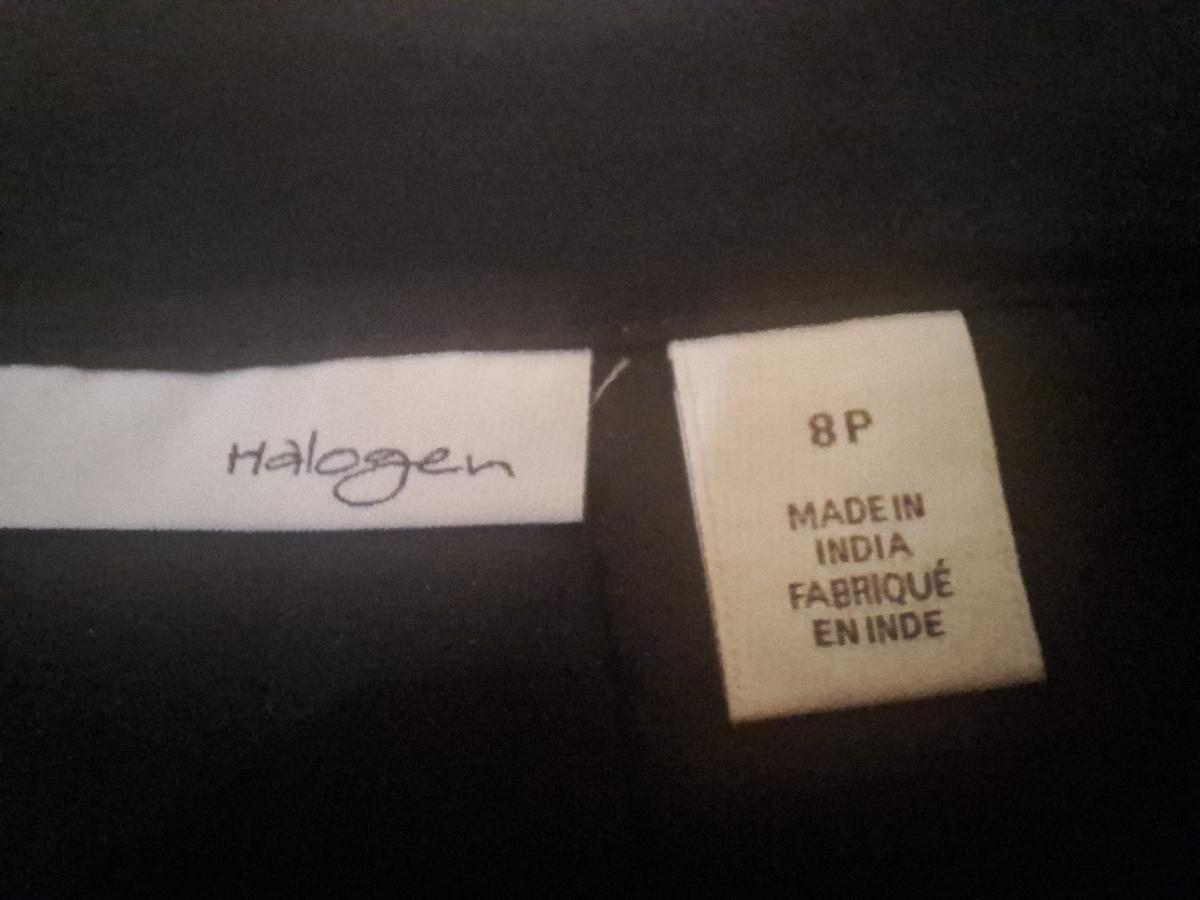 Halogen
8P
MADE IN
INDIA
FABRIQUÉ
EN INDE